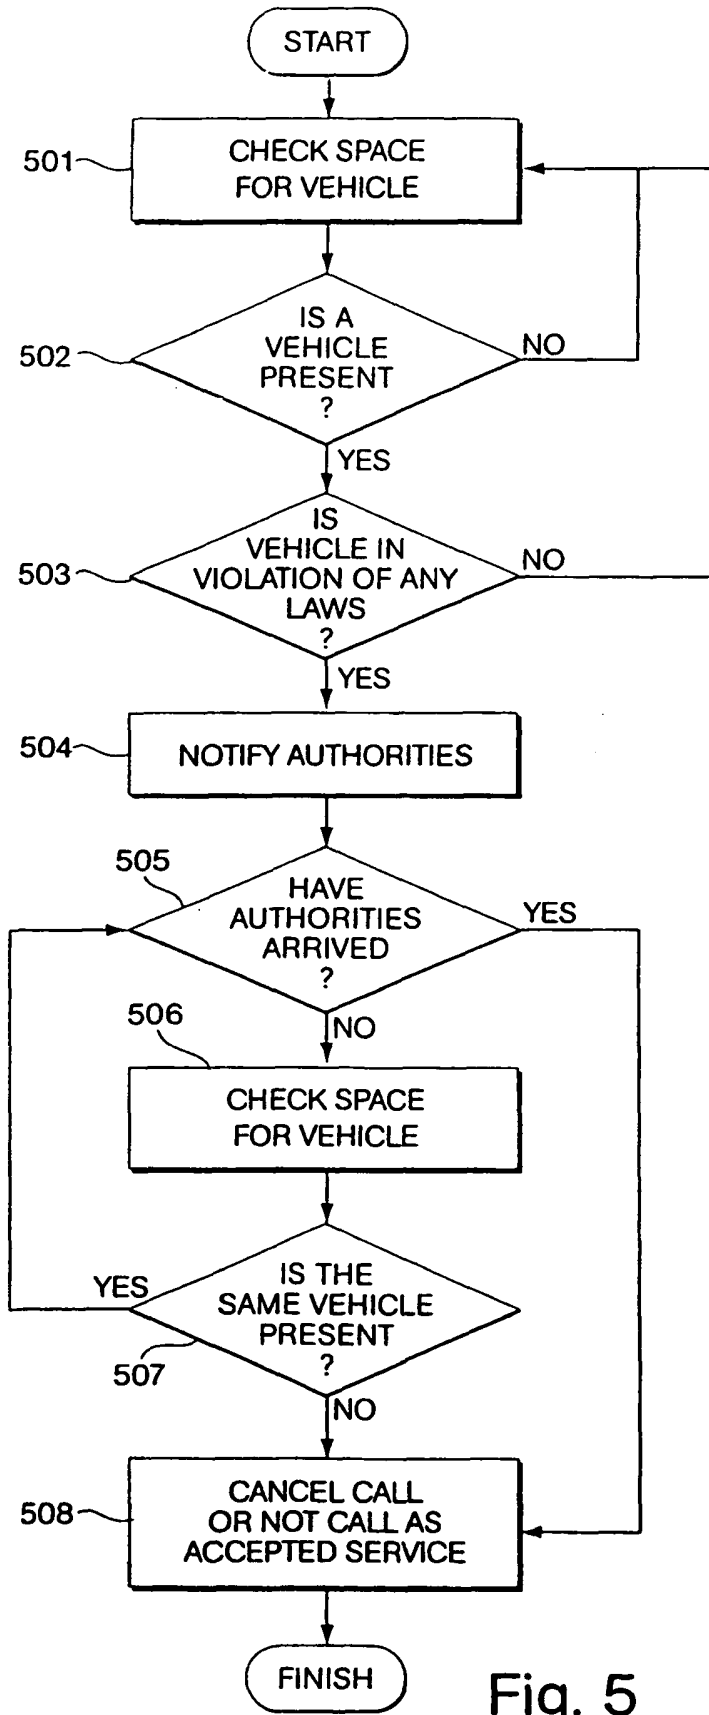 START
501
CHECK SPACE
FOR VEHICLE
502
IS A
VEHICLE
PRESENT
?
NO
YES
503
IS
VEHICLE IN
VIOLATION OF ANY
LAWS
?
NO
YES
504
NOTIFY AUTHORITIES
505
HAVE
AUTHORITIES
ARRIVED
?
YES
NO
506
CHECK SPACE
FOR VEHICLE
YES
IS THE
SAME VEHICLE
PRESENT
?
507
NO
508
CANCEL CALL
OR NOT CALL AS
ACCEPTED SERVICE
FINISH
Fig. 5